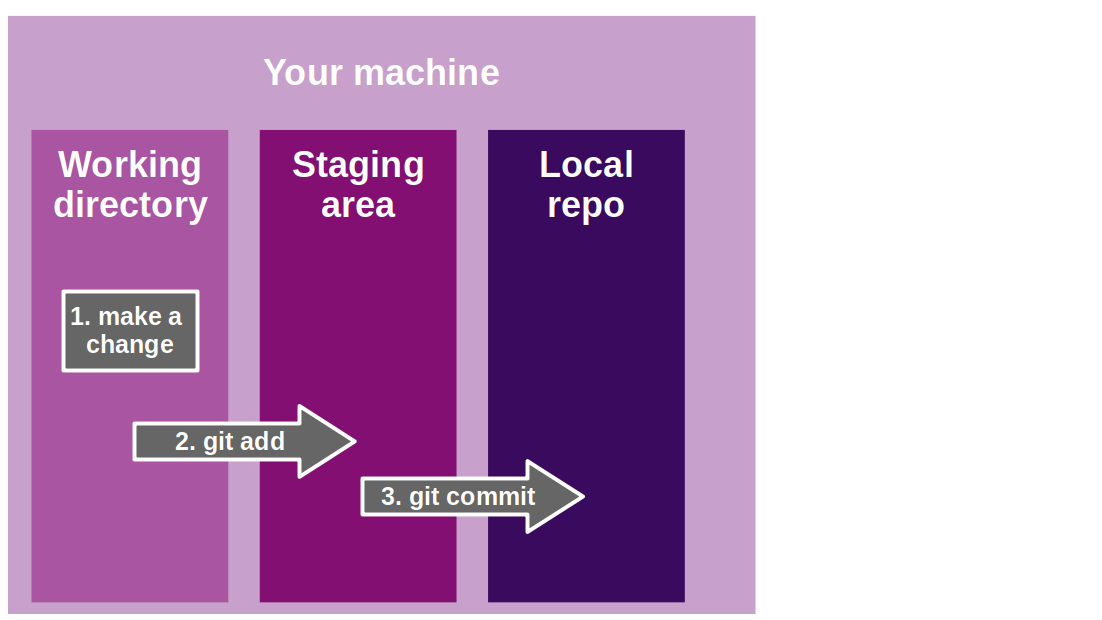 Your machine
Working
directory
Staging
area
Local
repo
1. make a
change
2. git add
3. git commit